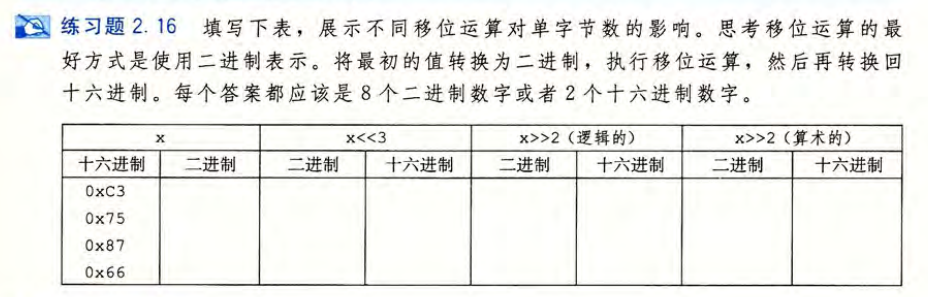 练习题 2.16 填写下表，展示不同移位运算对单字节数的影响。思考移位运算的最
好方式是使用二进制表示。将最初的值转换为二进制，执行移位运算，然后再转换回
十六进制。每个答案都应该是 8 个二进制数字或者 2 个十六进制数字。
x x<<3 x>>2（逻辑的） x>>2（算术的）
十六进制 二进制 二进制 十六进制 二进制 十六进制 二进制 十六进制
0xC3
0x75
0x87
0x66